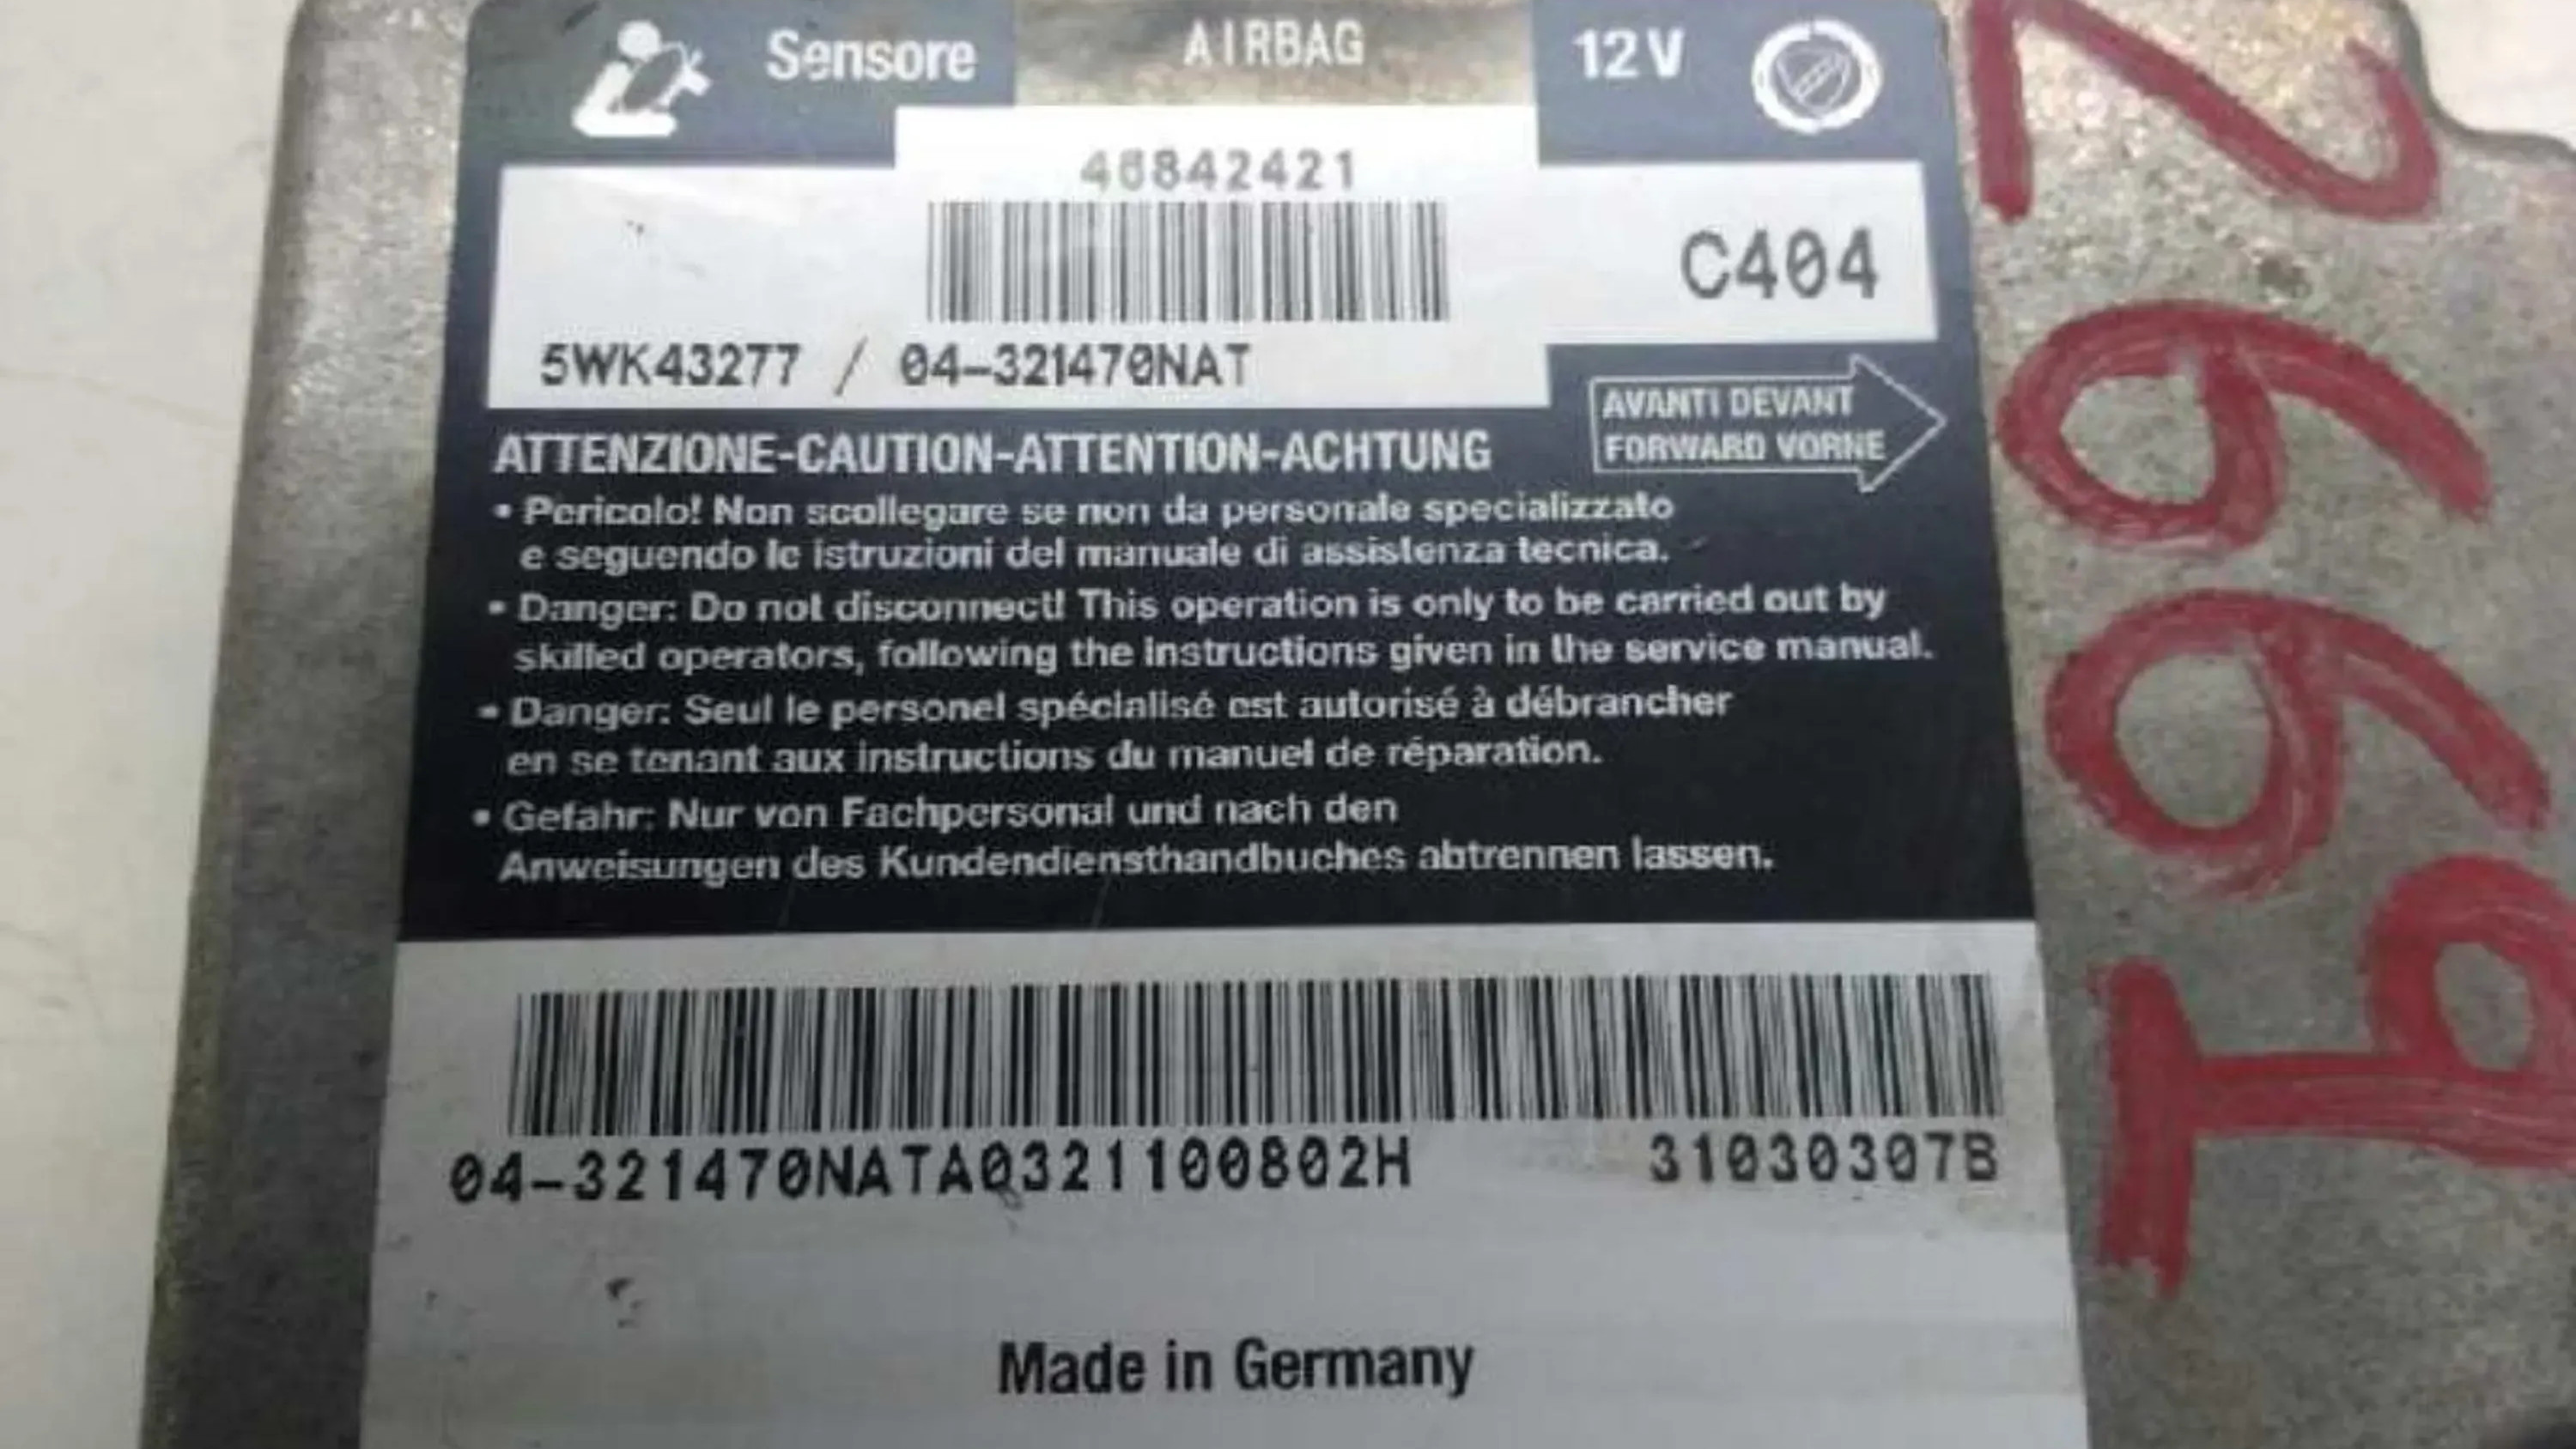 Sensore AIRBAG 12V
46842421
C404
5WK43277 / 04-321470NAT
AVANTI DEVANT
FORWARD VORNE
ATTENZIONE-CAUTION-ATTENTION-ACHTUNG
• Pericolo! Non scollegare se non da personale specializzato
e seguendo le istruzioni del manuale di assistenza tecnica.
• Danger: Do not disconnect! This operation is only to be carried out by
skilled operators, following the instructions given in the service manual.
• Danger: Seul le personel spécialisé est autorisé à débrancher
en se tenant aux instructions du manuel de réparation.
• Gefahr: Nur von Fachpersonal und nach den
Anweisungen des Kundendiensthandbuches abtrennen lassen.
04-321470NATA0321100802H 31030307B
Made in Germany